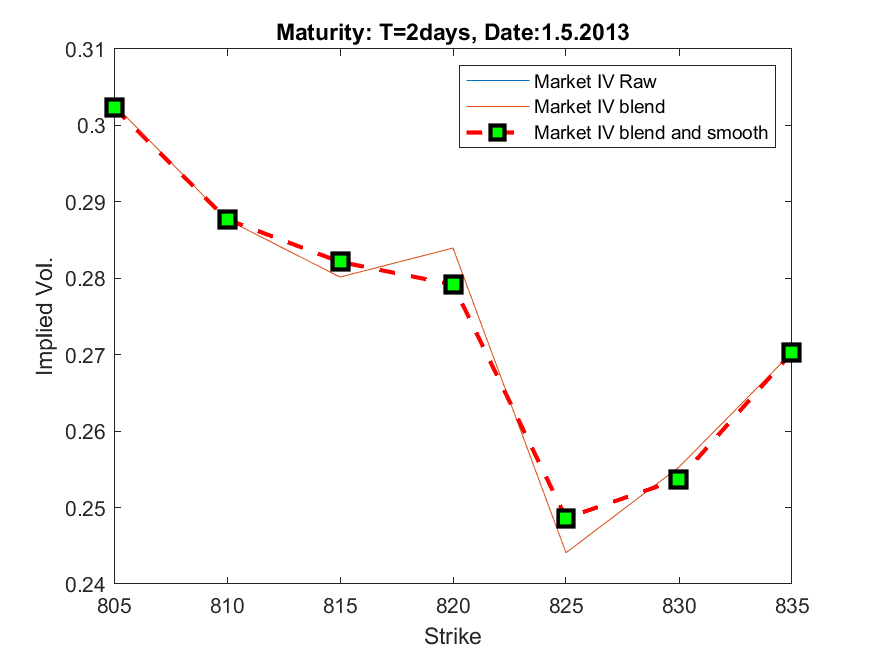 Maturity: T=2days, Date:1.5.2013
0.31
0.3
0.29
0.28
0.27
0.26
0.25
0.24
Implied Vol.
Market IV Raw
Market IV blend
Market IV blend and smooth
805 810 815 820 825 830 835
Strike